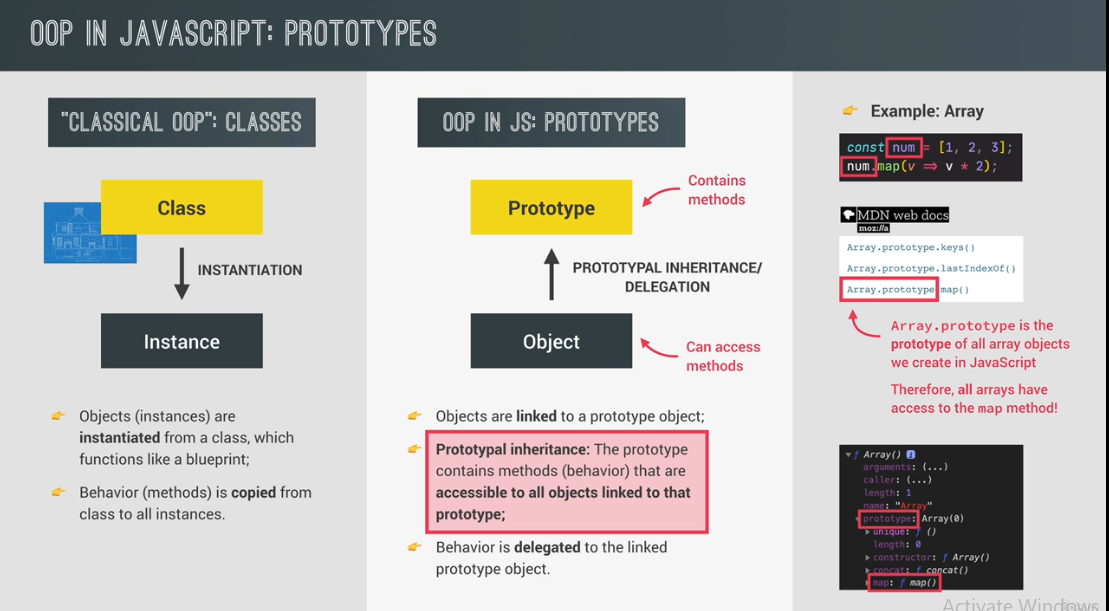 OOP IN JAVASCRIPT: PROTOTYPES
"CLASSICAL OOP": CLASSES
Class
INSTANTIATION
Instance
👉 Objects (instances) are
instantiated from a class, which
functions like a blueprint;
👉 Behavior (methods) is copied from
class to all instances.
OOP IN JS: PROTOTYPES
Prototype
Contains
methods
PROTOTYPAL INHERITANCE/
DELEGATION
Object
Can access
methods
👉 Objects are linked to a prototype object;
👉 Prototypal inheritance: The prototype
contains methods (behavior) that are
accessible to all objects linked to that
prototype;
👉 Behavior is delegated to the linked
prototype object.
👉 Example: Array
const num = [1, 2, 3];
num.map(v => v * 2);
MDN web docs
moz://a
Array.prototype.keys()
Array.prototype.lastIndexOf()
Array.prototype.map()
Array.prototype is the
prototype of all array objects
we create in JavaScript
Therefore, all arrays have
access to the map method!
▼ƒ Array() i
arguments: (...)
caller: (...)
length: 1
name: "Array"
prototype: Array(0)
▶ unique: ƒ ()
length: 0
▶ constructor: ƒ Array()
▶ concat: ƒ concat()
▶ map: ƒ map()
Activate Windows